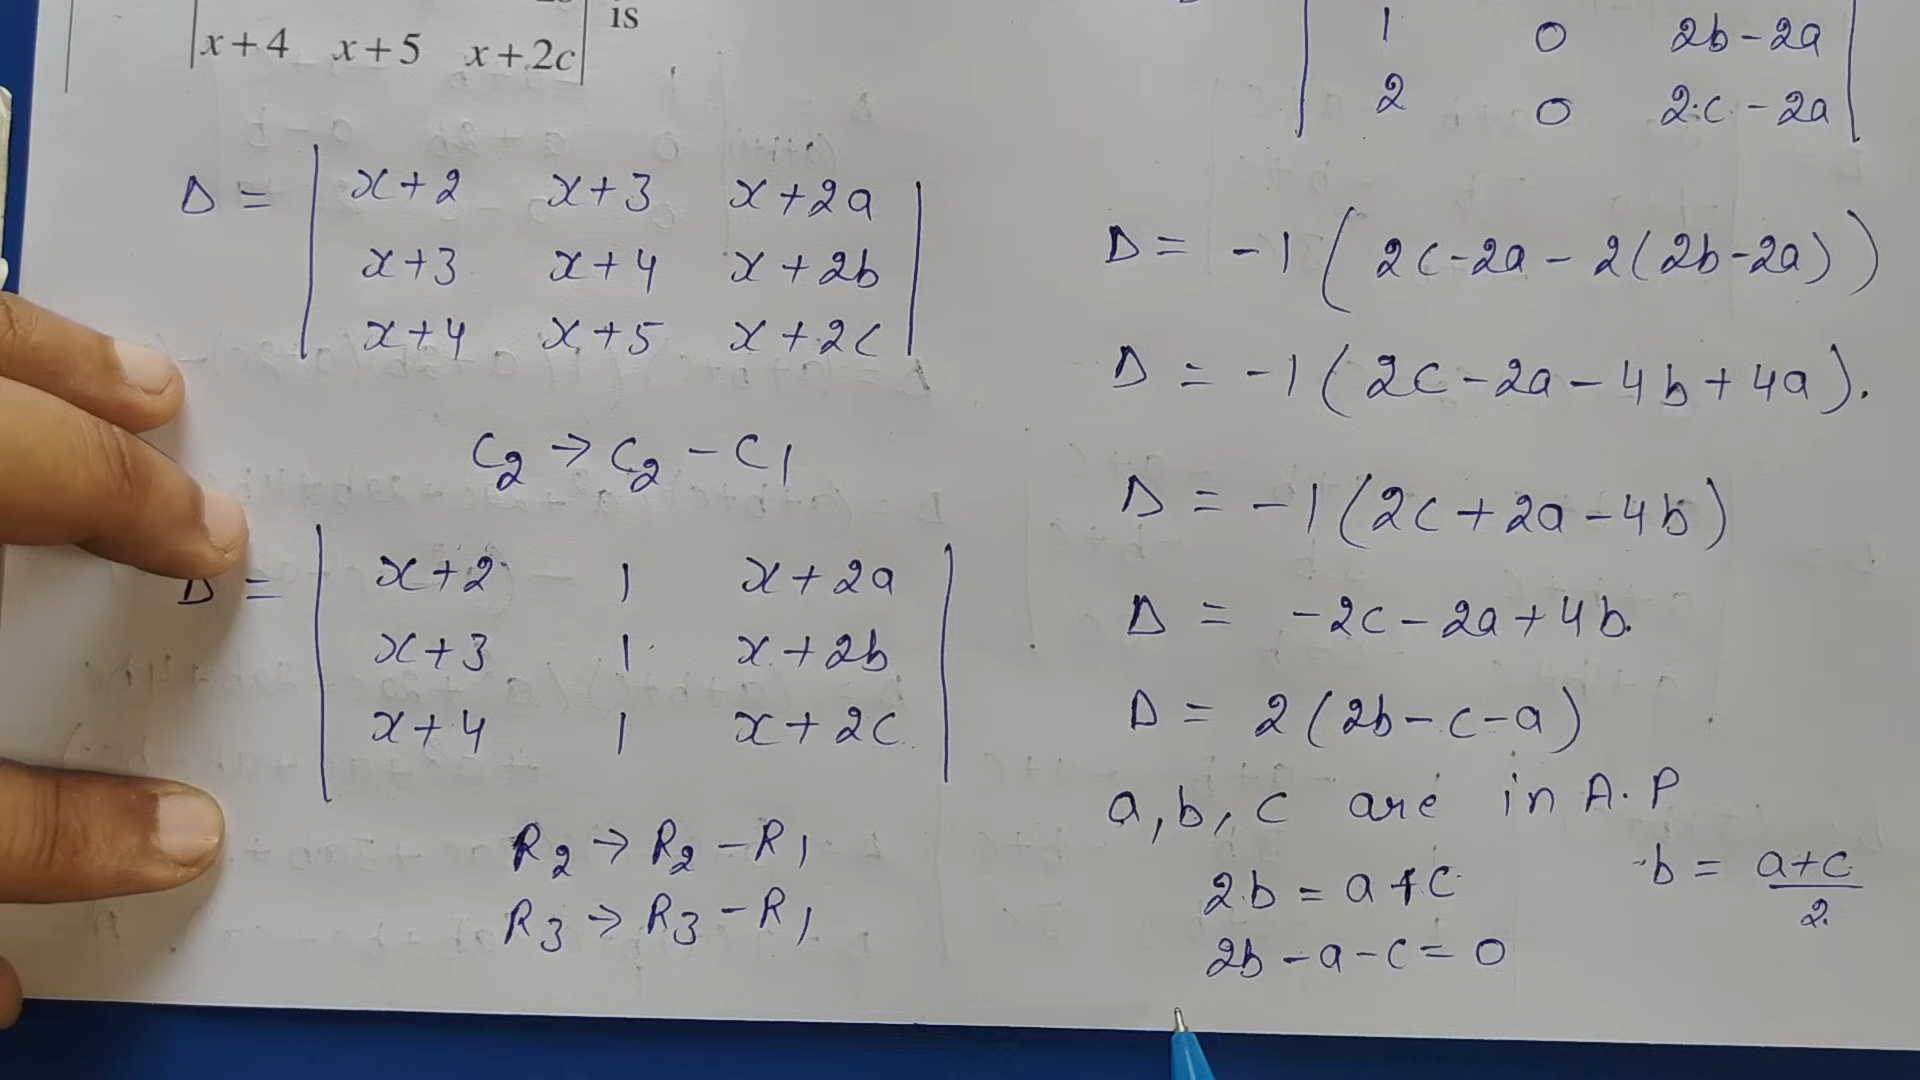 is
x+4 x+5 x+2c
Δ = x+2 x+3 x+2a
x+3 x+4 x+2b
x+4 x+5 x+2c
C₂ → C₂ - C₁
Δ = x+2 1 x+2a
x+3 1 x+2b
x+4 1 x+2c
R₂ → R₂ - R₁
R₃ → R₃ - R₁
1 0 2b - 2a
2 0 2c - 2a
Δ = -1 ( 2c - 2a - 2(2b - 2a) )
Δ = -1 ( 2c - 2a - 4b + 4a ).
Δ = -1 ( 2c + 2a - 4b )
Δ = -2c - 2a + 4b
Δ = 2 ( 2b - c - a )
a, b, c are in A.P
2b = a + c b = (a+c)/2
2b - a - c = 0